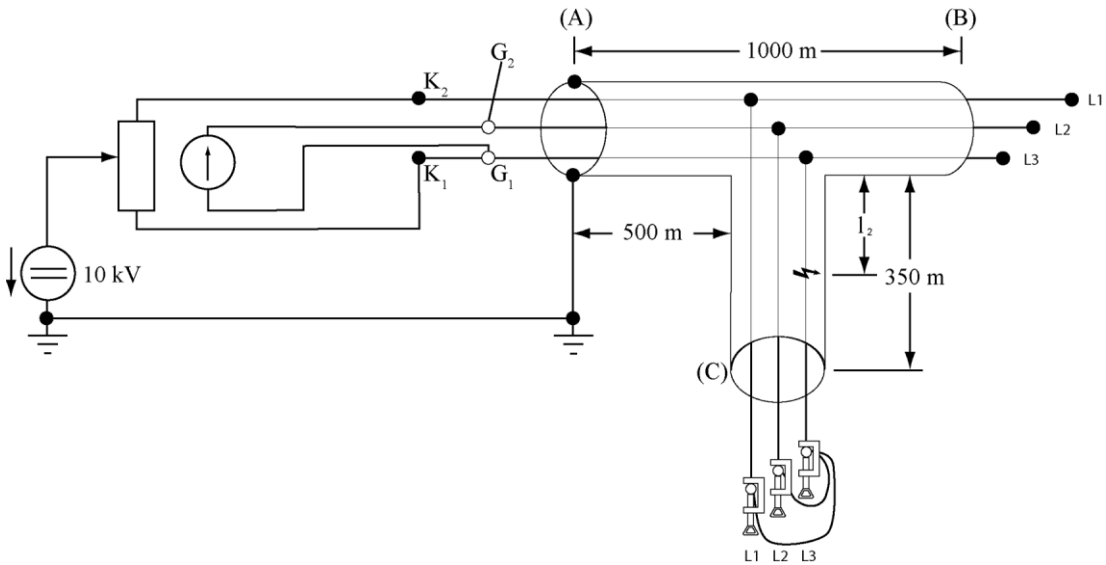 (A)
(B)
1000 m
G₂
K₂
L1
L2
L3
K₁
G₁
500 m
l₂
350 m
10 kV
(C)
L1 L2 L3